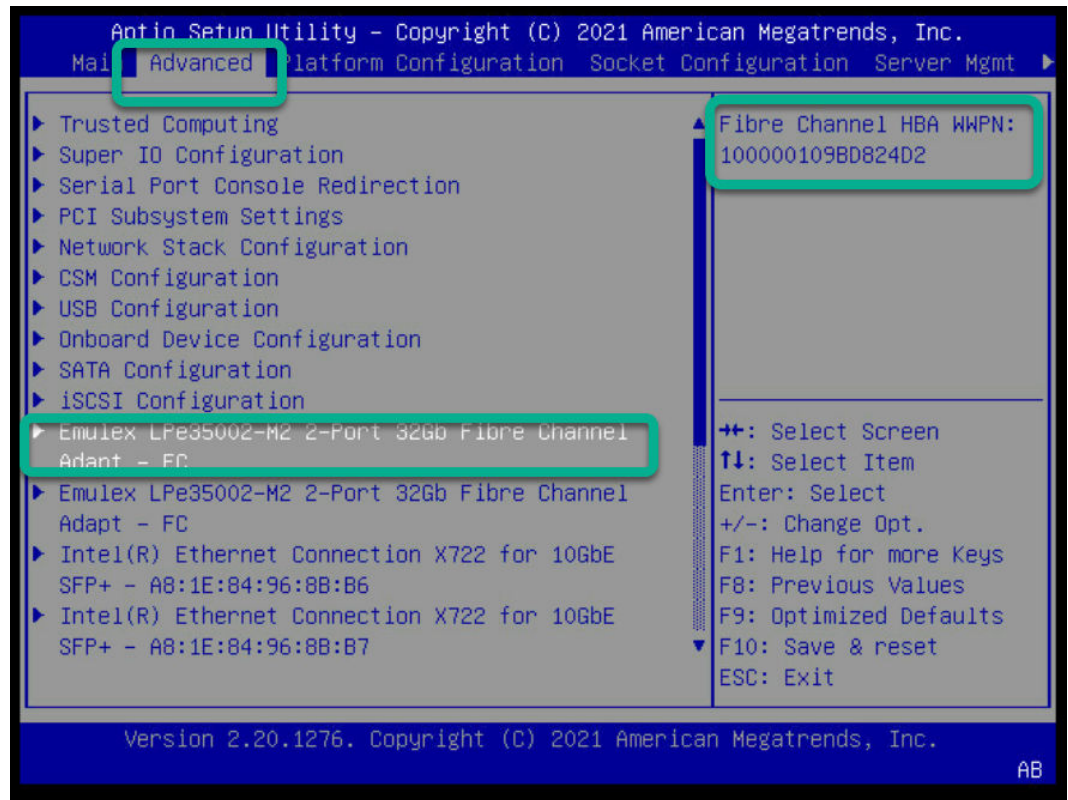 Aptio Setup Utility – Copyright (C) 2021 American Megatrends, Inc.
Main Advanced Platform Configuration Socket Configuration Server Mgmt ▶
▶ Trusted Computing
▶ Super IO Configuration
▶ Serial Port Console Redirection
▶ PCI Subsystem Settings
▶ Network Stack Configuration
▶ CSM Configuration
▶ USB Configuration
▶ Onboard Device Configuration
▶ SATA Configuration
▶ iSCSI Configuration
▶ Emulex LPe35002-M2 2-Port 32Gb Fibre Channel
Adapt – FC
▶ Emulex LPe35002-M2 2-Port 32Gb Fibre Channel
Adapt – FC
▶ Intel(R) Ethernet Connection X722 for 10GbE
SFP+ – A8:1E:84:96:8B:B6
▶ Intel(R) Ethernet Connection X722 for 10GbE
SFP+ – A8:1E:84:96:8B:B7
Fibre Channel HBA WWPN:
100000109BD824D2
→←: Select Screen
↑↓: Select Item
Enter: Select
+/-: Change Opt.
F1: Help for more Keys
F8: Previous Values
F9: Optimized Defaults
F10: Save & reset
ESC: Exit
Version 2.20.1276. Copyright (C) 2021 American Megatrends, Inc.
AB